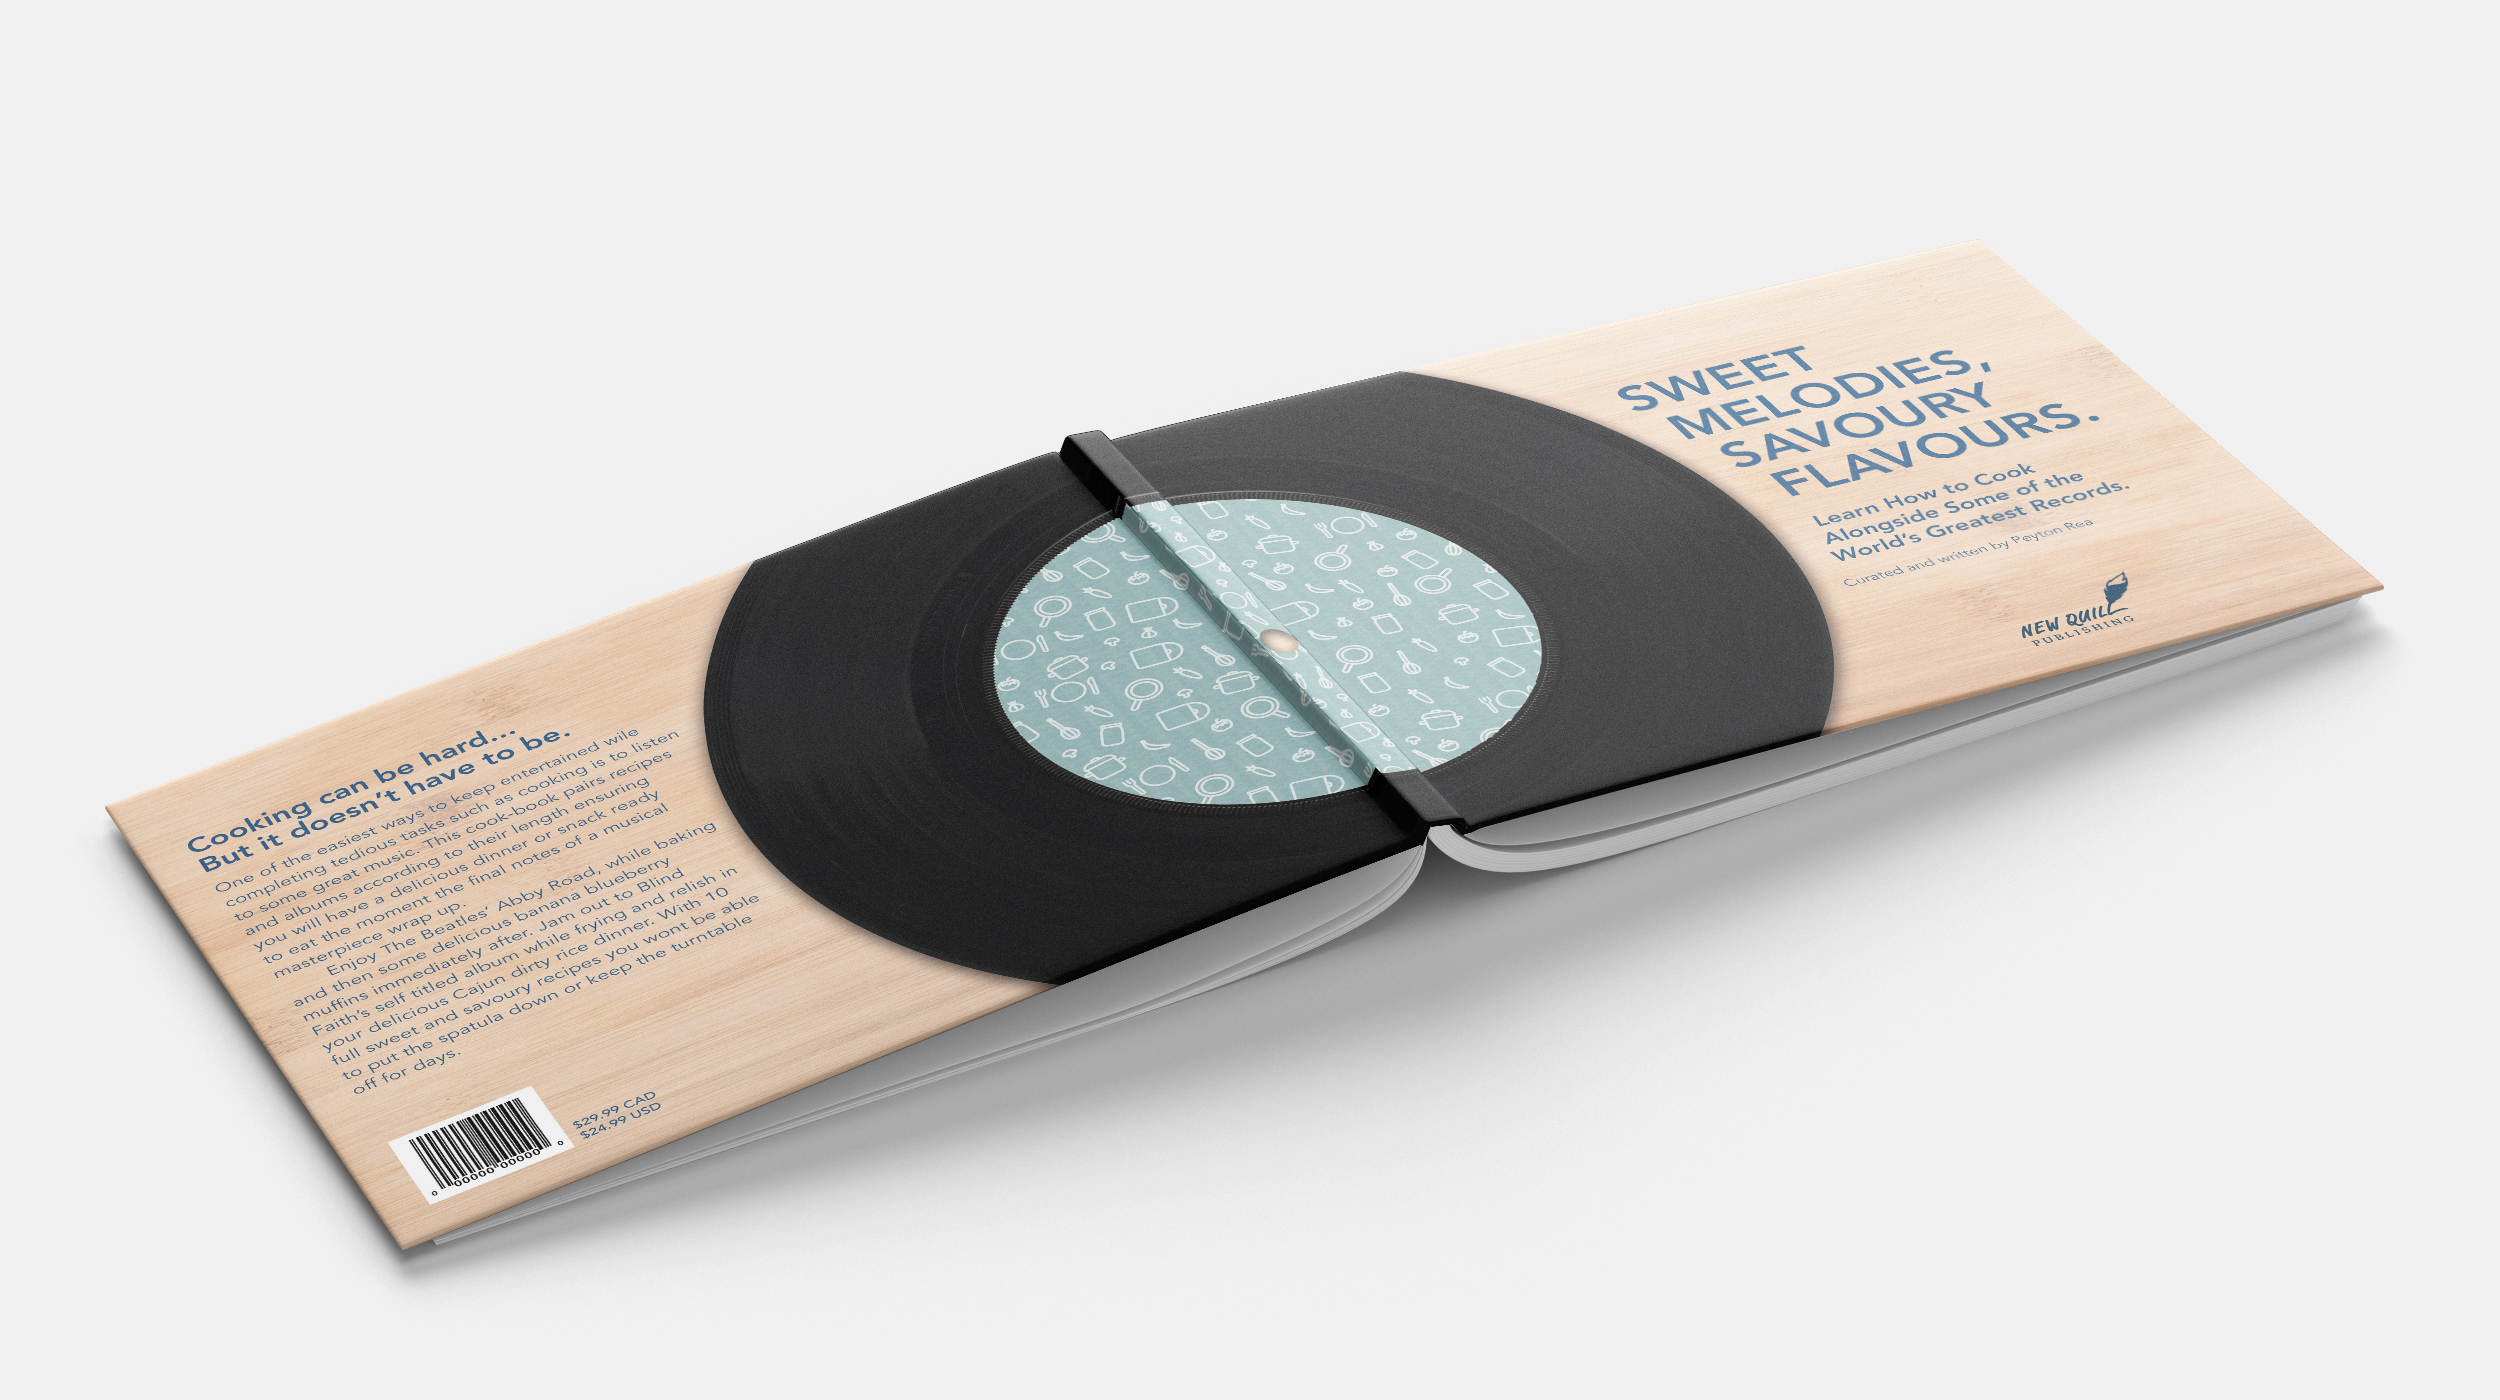 Cooking can be hard...
But it doesn't have to be.
One of the easiest ways to keep entertained wile
completing tedious tasks such as cooking is to listen
to some great music. This cook-book pairs recipes
and albums according to their length ensuring
you will have a delicious dinner or snack ready
to eat the moment the final notes of a musical
masterpiece wrap up.
Enjoy The Beatles' Abby Road, while baking
and then some delicious banana blueberry
muffins immediately after. Jam out to Blind
Faith's self titled album while frying and relish in
your delicious Cajun dirty rice dinner. With 10
full sweet and savoury recipes you wont be able
to put the spatula down or keep the turntable
off for days.
0 00000 00000 0
$29.99 CAD
$24.99 USD
SWEET
MELODIES,
SAVOURY
FLAVOURS.
Learn How to Cook
Alongside Some of the
World's Greatest Records.
Curated and written by Peyton Rea
NEW QUILL
PUBLISHING